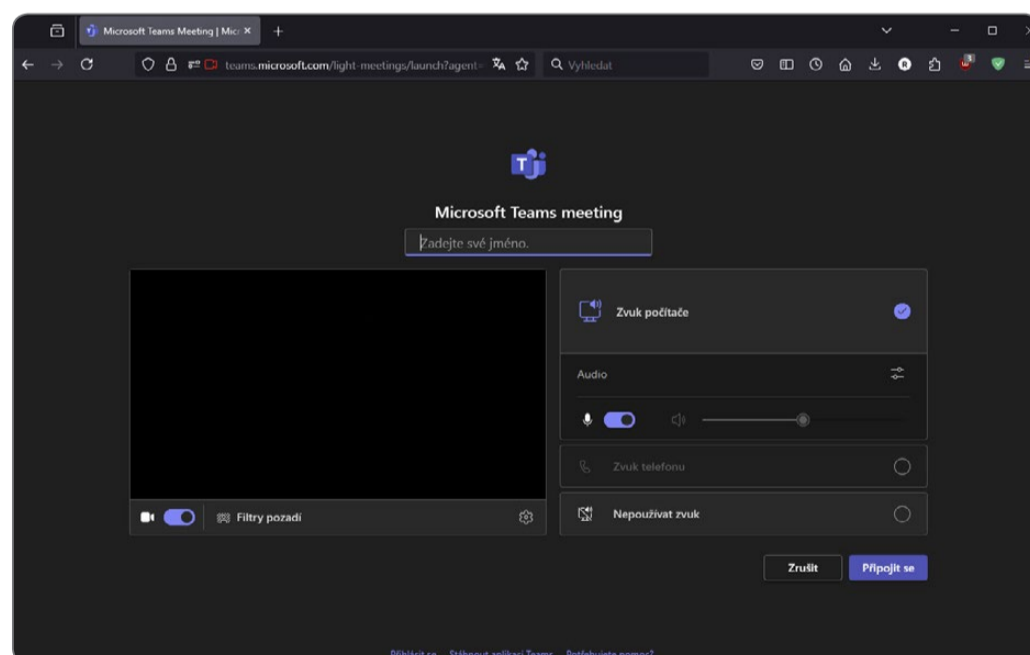 Microsoft Teams Meeting | Micr
teams.microsoft.com/light-meetings/launch?agent=
Vyhledat
Microsoft Teams meeting
Zadejte své jméno.
Zvuk počítače
Audio
Zvuk telefonu
Filtry pozadí
Nepoužívat zvuk
Zrušit
Připojit se
Přihlásit se Stáhnout aplikaci Teams Potřebujete pomoc?